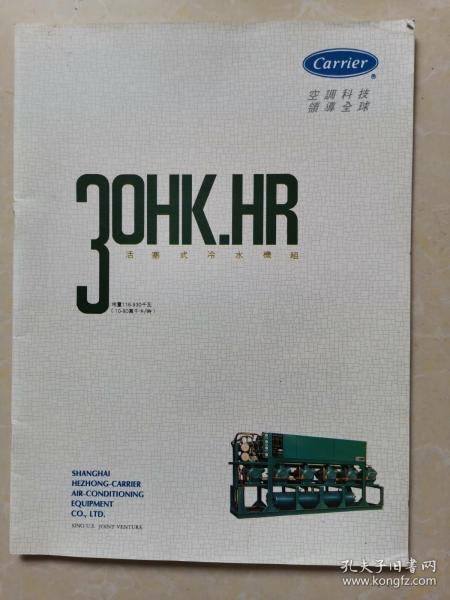 Carrier
®
空調科技
領導全球
30HK.HR
活塞式冷水機組
冷量116-930千瓦
(10-80萬千卡/時)
SHANGHAI
HEZHONG-CARRIER
AIR-CONDITIONING
EQUIPMENT
CO., LTD.
SINO U.S. JOINT VENTURE
孔夫子旧书网
www.kongfz.com